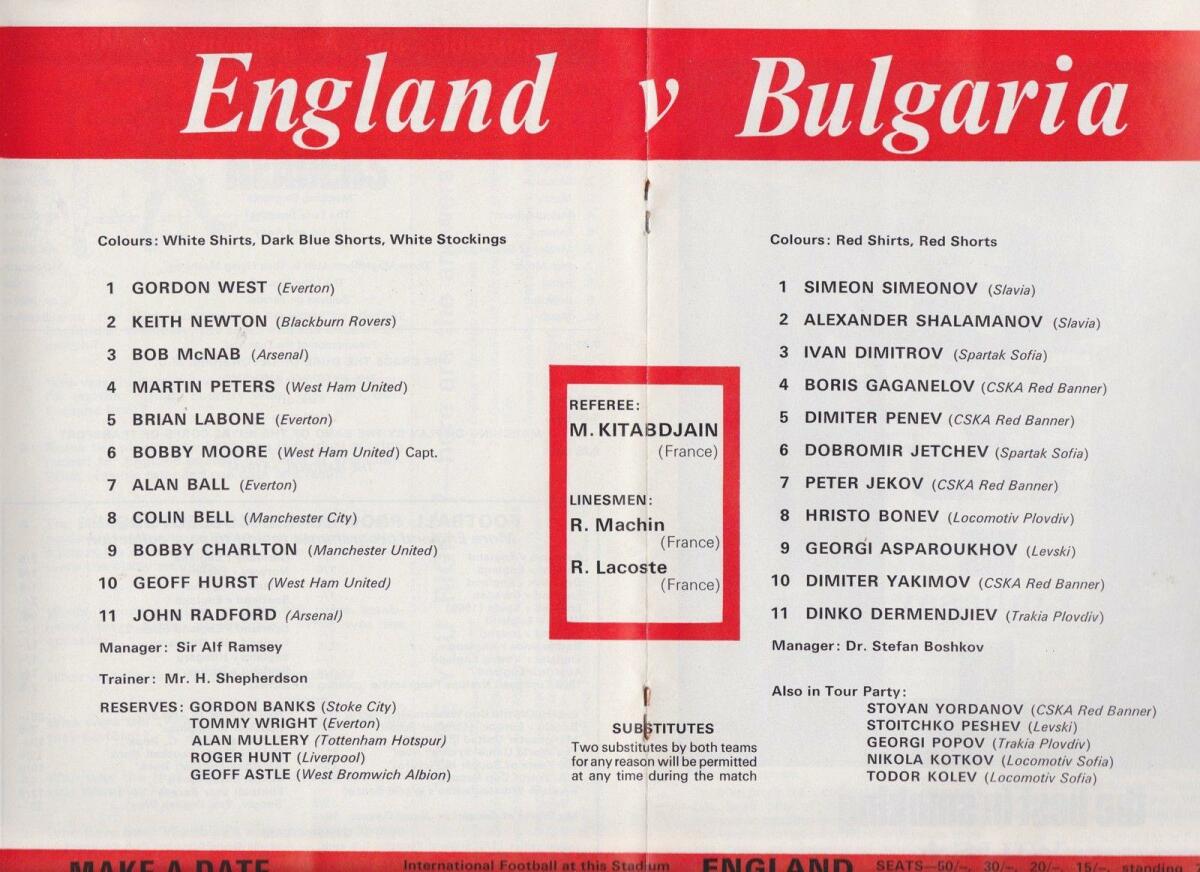 England v Bulgaria
Colours: White Shirts, Dark Blue Shorts, White Stockings
1 GORDON WEST (Everton)
2 KEITH NEWTON (Blackburn Rovers)
3 BOB McNAB (Arsenal)
4 MARTIN PETERS (West Ham United)
5 BRIAN LABONE (Everton)
6 BOBBY MOORE (West Ham United) Capt.
7 ALAN BALL (Everton)
8 COLIN BELL (Manchester City)
9 BOBBY CHARLTON (Manchester United)
10 GEOFF HURST (West Ham United)
11 JOHN RADFORD (Arsenal)
Manager: Sir Alf Ramsey
Trainer: Mr. H. Shepherdson
RESERVES: GORDON BANKS (Stoke City)
TOMMY WRIGHT (Everton)
ALAN MULLERY (Tottenham Hotspur)
ROGER HUNT (Liverpool)
GEOFF ASTLE (West Bromwich Albion)
REFEREE:
M. KITABDJAIN
(France)
LINESMEN:
R. Machin
(France)
R. Lacoste
(France)
SUBSTITUTES
Two substitutes by both teams
for any reason will be permitted
at any time during the match
Colours: Red Shirts, Red Shorts
1 SIMEON SIMEONOV (Slavia)
2 ALEXANDER SHALAMANOV (Slavia)
3 IVAN DIMITROV (Spartak Sofia)
4 BORIS GAGANELOV (CSKA Red Banner)
5 DIMITER PENEV (CSKA Red Banner)
6 DOBROMIR JETCHEV (Spartak Sofia)
7 PETER JEKOV (CSKA Red Banner)
8 HRISTO BONEV (Locomotiv Plovdiv)
9 GEORGI ASPAROUKHOV (Levski)
10 DIMITER YAKIMOV (CSKA Red Banner)
11 DINKO DERMENDJIEV (Trakia Plovdiv)
Manager: Dr. Stefan Boshkov
Also in Tour Party:
STOYAN YORDANOV (CSKA Red Banner)
STOITCHKO PESHEV (Levski)
GEORGI POPOV (Trakia Plovdiv)
NIKOLA KOTKOV (Locomotiv Sofia)
TODOR KOLEV (Locomotiv Sofia)
MAKE A DATE International Football at this Stadium ENGLAND SEATS—50/-, 30/-, 20/-, 15/-, standing